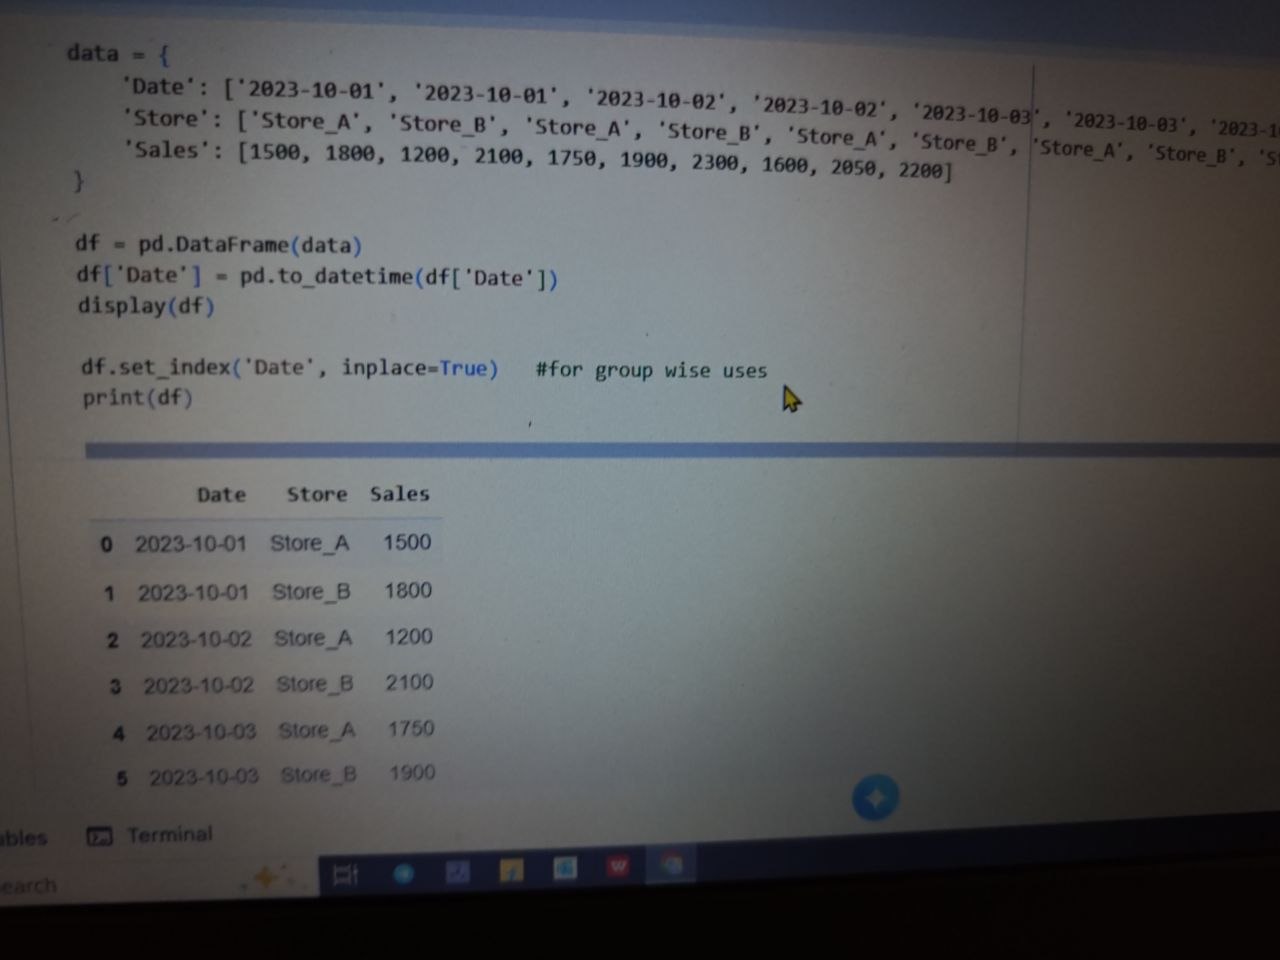 data = {
'Date': ['2023-10-01', '2023-10-01', '2023-10-02', '2023-10-02', '2023-10-03', '2023-10-03', '2023-1
'Store': ['Store_A', 'Store_B', 'Store_A', 'Store_B', 'Store_A', 'Store_B', 'Store_A', 'Store_B', 'S
'Sales': [1500, 1800, 1200, 2100, 1750, 1900, 2300, 1600, 2050, 2200]
}
df = pd.DataFrame(data)
df['Date'] = pd.to_datetime(df['Date'])
display(df)
df.set_index('Date', inplace=True) #for group wise uses
print(df)
Date Store Sales
0 2023-10-01 Store_A 1500
1 2023-10-01 Store_B 1800
2 2023-10-02 Store_A 1200
3 2023-10-02 Store_B 2100
4 2023-10-03 Store_A 1750
5 2023-10-03 Store_B 1900
ables Terminal
earch